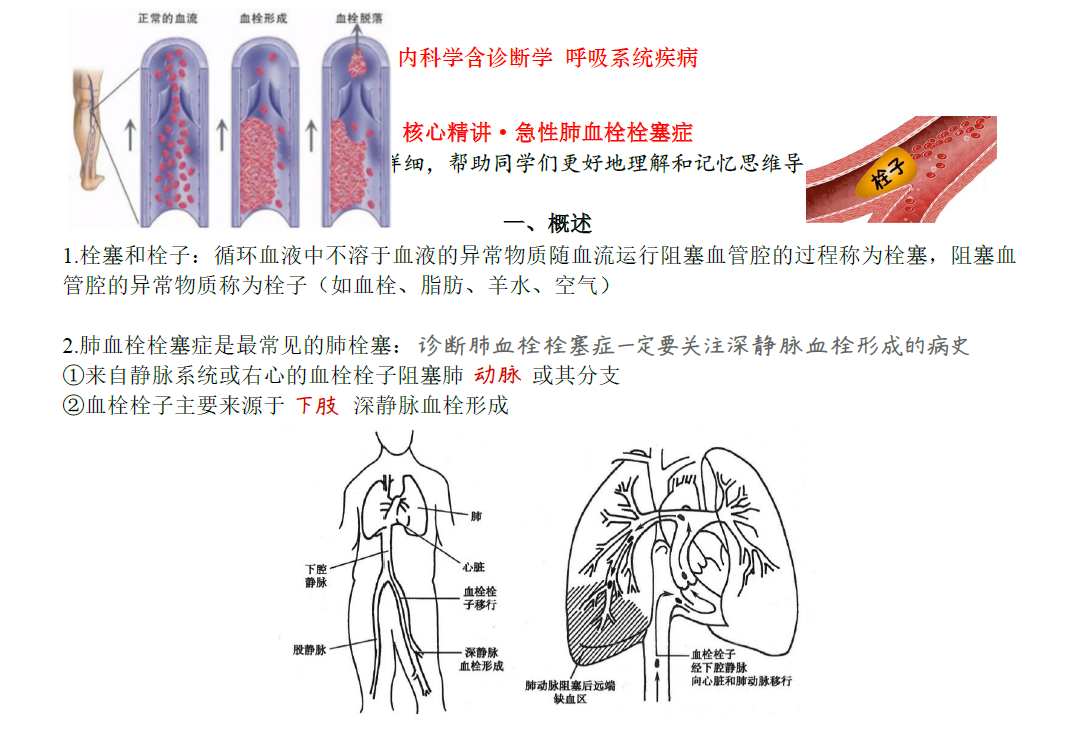 正常的血流 血栓形成 血栓脱落
内科学含诊断学 呼吸系统疾病
核心精讲·急性肺血栓栓塞症
详细，帮助同学们更好地理解和记忆思维导
栓子
一、概述
1.栓塞和栓子：循环血液中不溶于血液的异常物质随血流运行阻塞血管腔的过程称为栓塞，阻塞血
管腔的异常物质称为栓子（如血栓、脂肪、羊水、空气）
2.肺血栓栓塞症是最常见的肺栓塞：诊断肺血栓栓塞症一定要关注深静脉血栓形成的病史
①来自静脉系统或右心的血栓栓子阻塞肺 动脉 或其分支
②血栓栓子主要来源于 下肢 深静脉血栓形成
肺
下腔
静脉
心脏
血栓栓
子移行
股静脉
深静脉
血栓形成
血栓栓子
经下腔静脉
向心脏和肺动脉移行
肺动脉阻塞后远端
缺血区